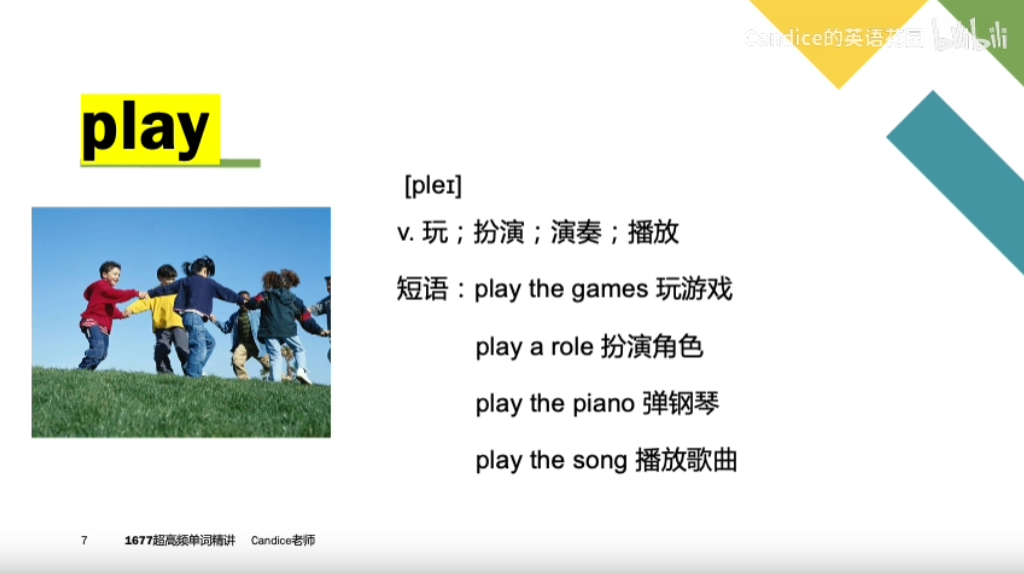 Candice的英语花园 bilibili
play
[pleɪ]
v. 玩；扮演；演奏；播放
短语：play the games 玩游戏
play a role 扮演角色
play the piano 弹钢琴
play the song 播放歌曲
7 1677超高频单词精讲 Candice老师